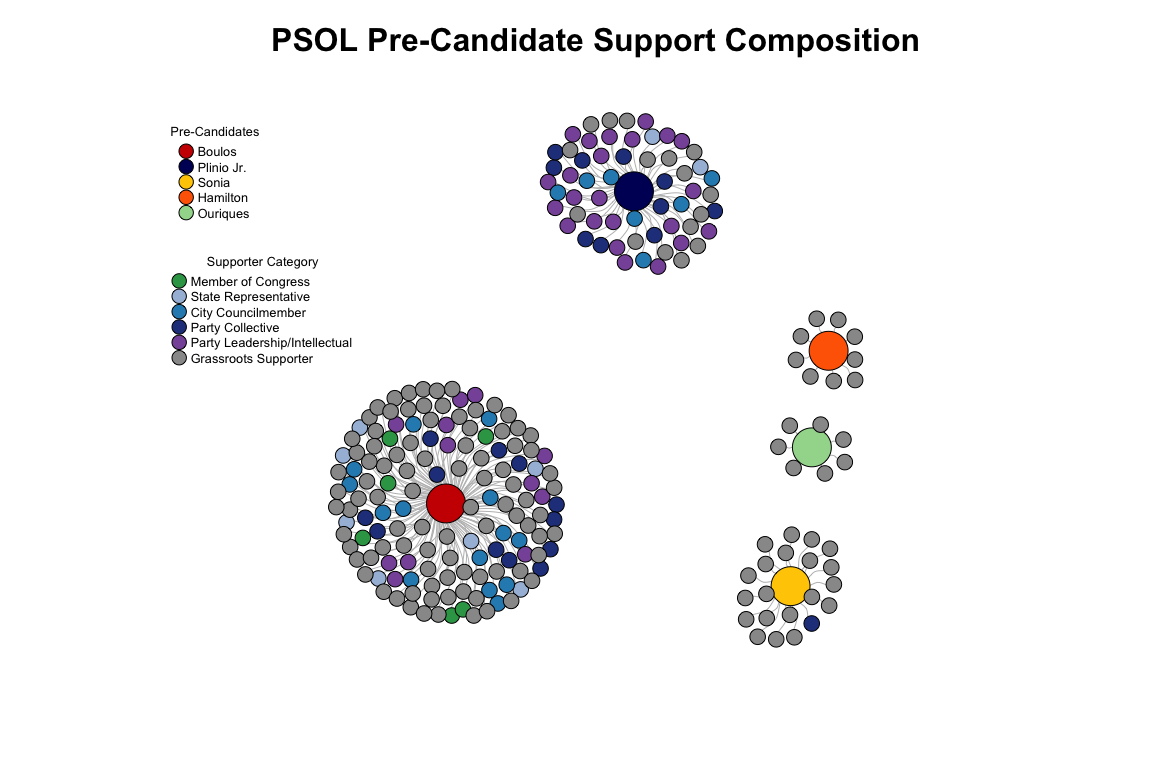 PSOL Pre-Candidate Support Composition
Pre-Candidates
Boulos
Plinio Jr.
Sonia
Hamilton
Ouriques
Supporter Category
Member of Congress
State Representative
City Councilmember
Party Collective
Party Leadership/Intellectual
Grassroots Supporter